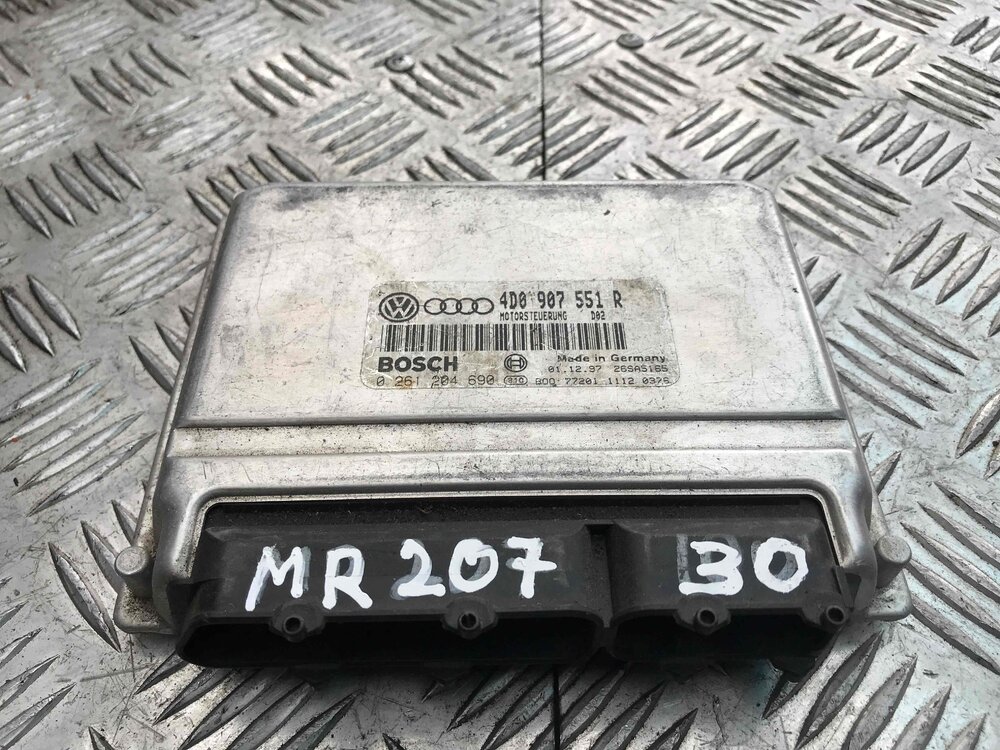 4D0 907 551 R
MOTORSTEUERUNG D02
BOSCH Made in Germany
01.12.97 26SA5165
0 261 204 690 B00 77201 1112 0376
MR 207 30